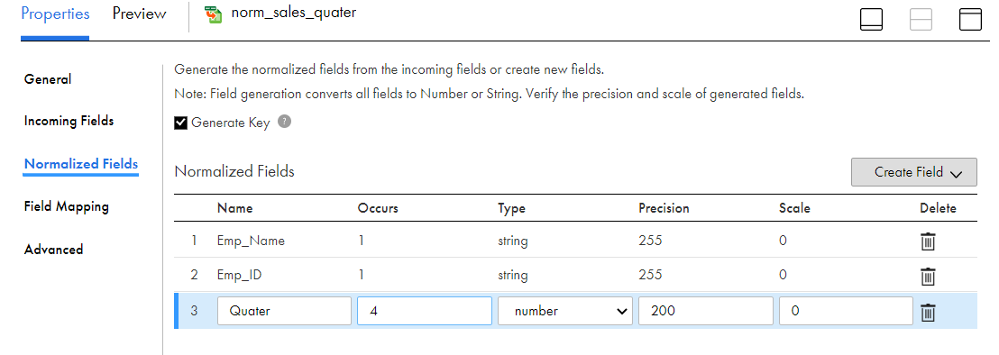 Properties Preview norm_sales_quater
General
Generate the normalized fields from the incoming fields or create new fields.
Note: Field generation converts all fields to Number or String. Verify the precision and scale of generated fields.
Incoming Fields
Generate Key ?
Normalized Fields
Normalized Fields Create Field
Field Mapping
Name Occurs Type Precision Scale Delete
Advanced
1 Emp_Name 1 string 255 0
2 Emp_ID 1 string 255 0
3 Quater 4 number 200 0